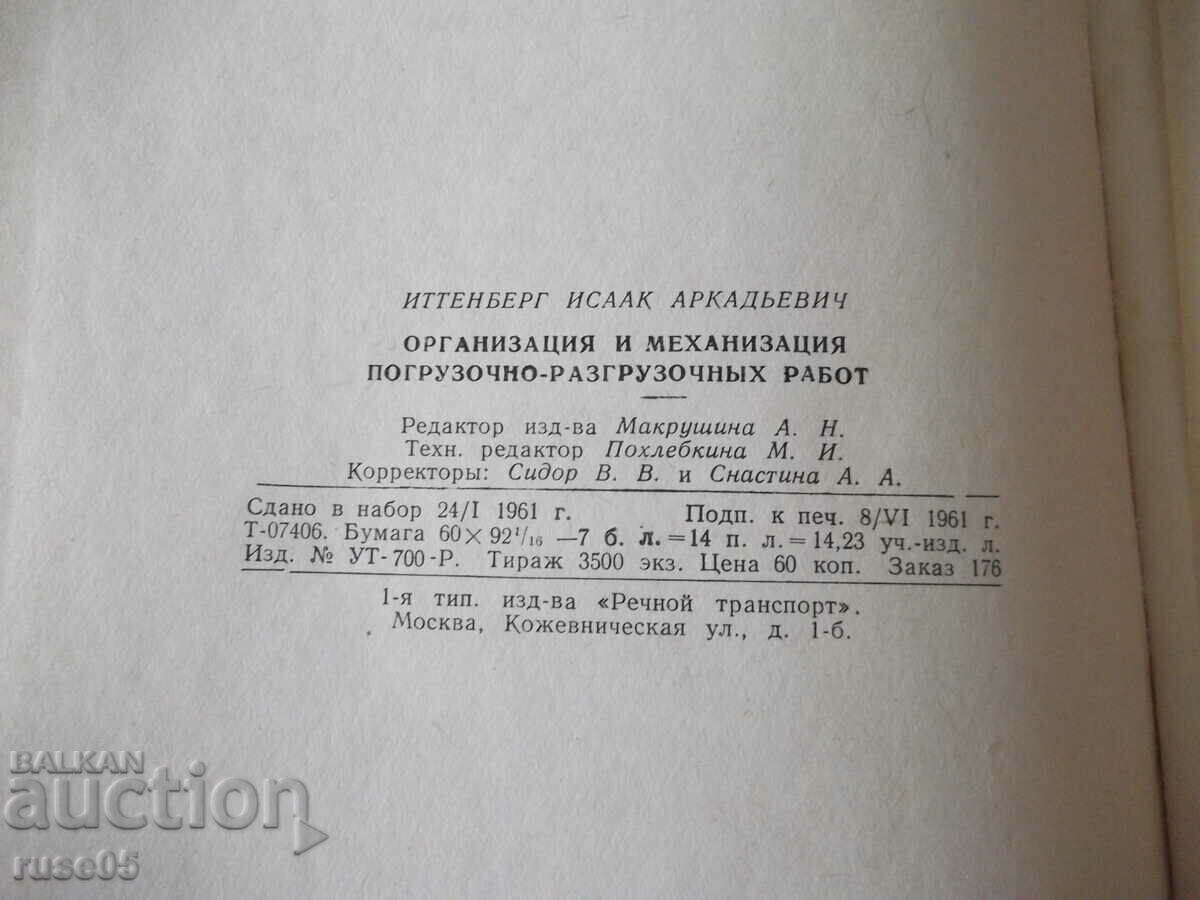 ИТТЕНБЕРГ ИСААК АРКАДЬЕВИЧ
ОРГАНИЗАЦИЯ И МЕХАНИЗАЦИЯ
ПОГРУЗОЧНО-РАЗГРУЗОЧНЫХ РАБОТ
Редактор изд-ва Макрушина А. Н.
Техн. редактор Похлебкина М. И.
Корректоры: Сидор В. В. и Снастина А. А.
Сдано в набор 24/I 1961 г. Подп. к печ. 8/VI 1961 г.
Т-07406. Бумага 60×92¹/₁₆ —7 б. л.=14 п. л.=14,23 уч.-изд. л.
Изд. № УТ-700-Р. Тираж 3500 экз. Цена 60 коп. Заказ 176
1-я тип. изд-ва «Речной транспорт».
Москва, Кожевническая ул., д. 1-б.
BALKAN
auction
ruse05